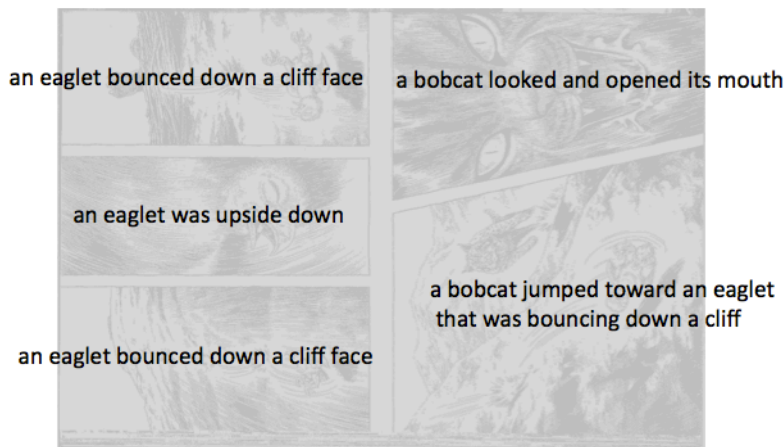 an eaglet bounced down a cliff face
an eaglet was upside down
an eaglet bounced down a cliff face
a bobcat looked and opened its mouth
a bobcat jumped toward an eaglet
that was bouncing down a cliff